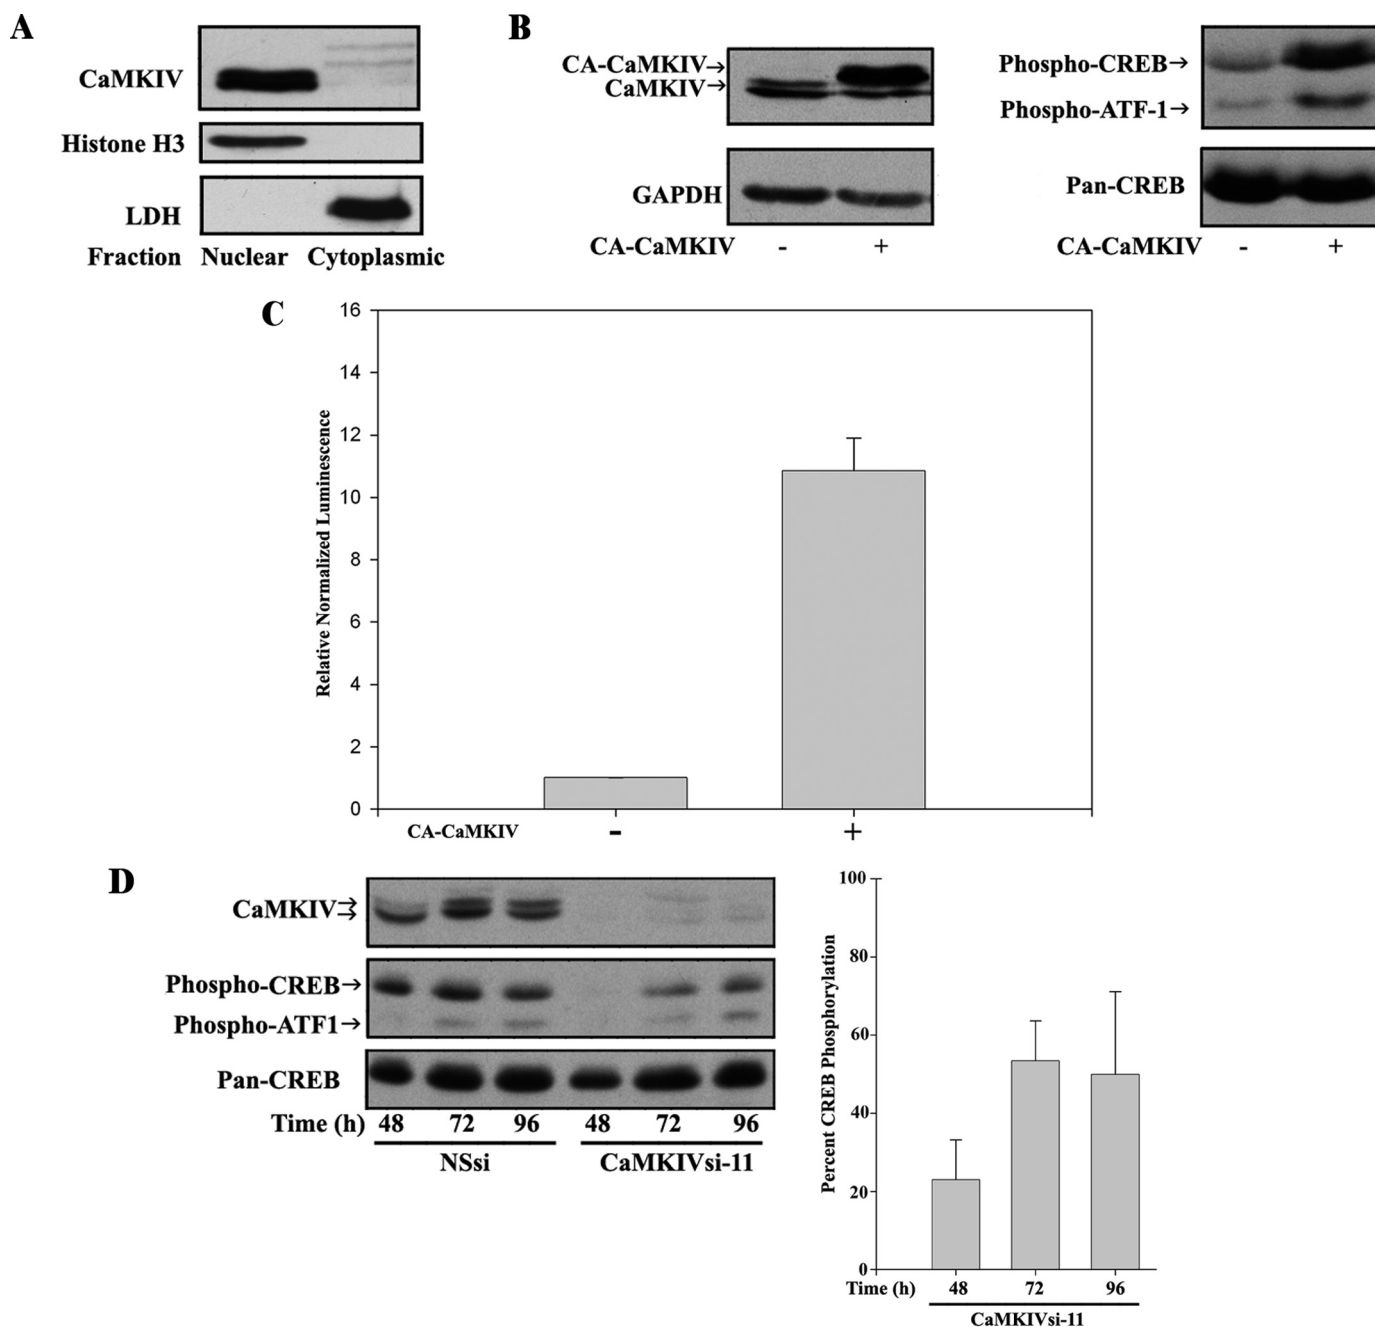 A
CaMKIV
Histone H3
LDH
Fraction Nuclear Cytoplasmic
B
CA-CaMKIV→
CaMKIV→
GAPDH
CA-CaMKIV - +
Phospho-CREB→
Phospho-ATF-1→
Pan-CREB
CA-CaMKIV - +
C
Relative Normalized Luminescence
16
14
12
10
8
6
4
2
0
CA-CaMKIV - +
D
CaMKIV
Phospho-CREB→
Phospho-ATF1→
Pan-CREB
Time (h) 48 72 96 48 72 96
NSsi CaMKIVsi-11
Percent CREB Phosphorylation
100
80
60
40
20
0
Time (h) 48 72 96
CaMKIVsi-11